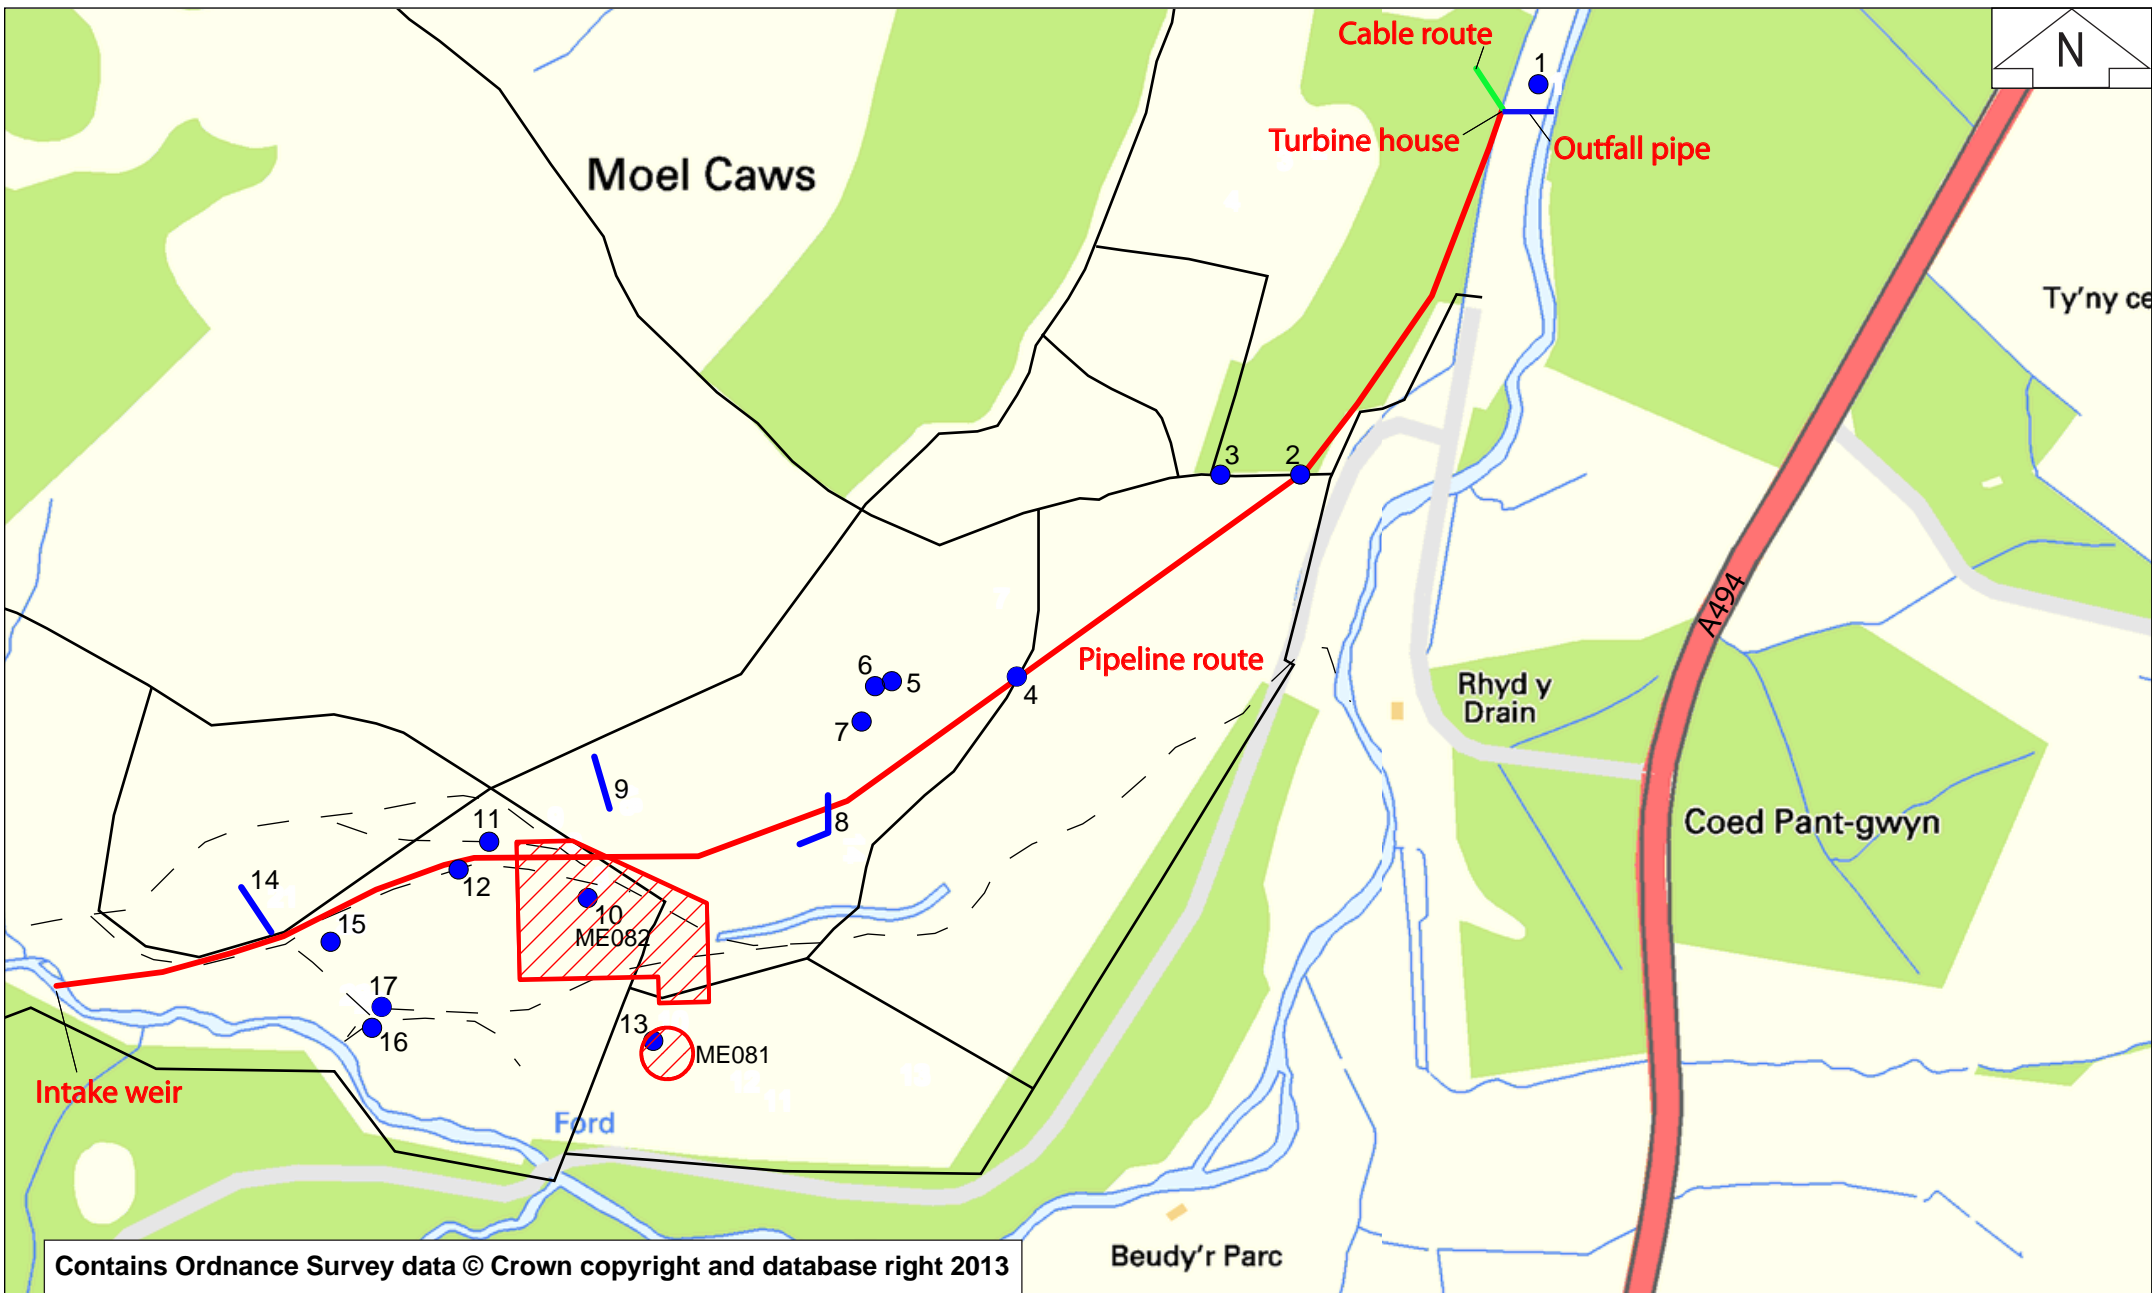 Cable route
1
N
Turbine house
Outfall pipe
Moel Caws
Ty'ny ce
3
2
A494
6
5
Pipeline route
4
7
Rhyd y
Drain
9
8
Coed Pant-gwyn
11
14
12
10
15
ME082
17
13
16
ME081
Intake weir
Ford
Beudy'r Parc
Contains Ordnance Survey data © Crown copyright and database right 2013